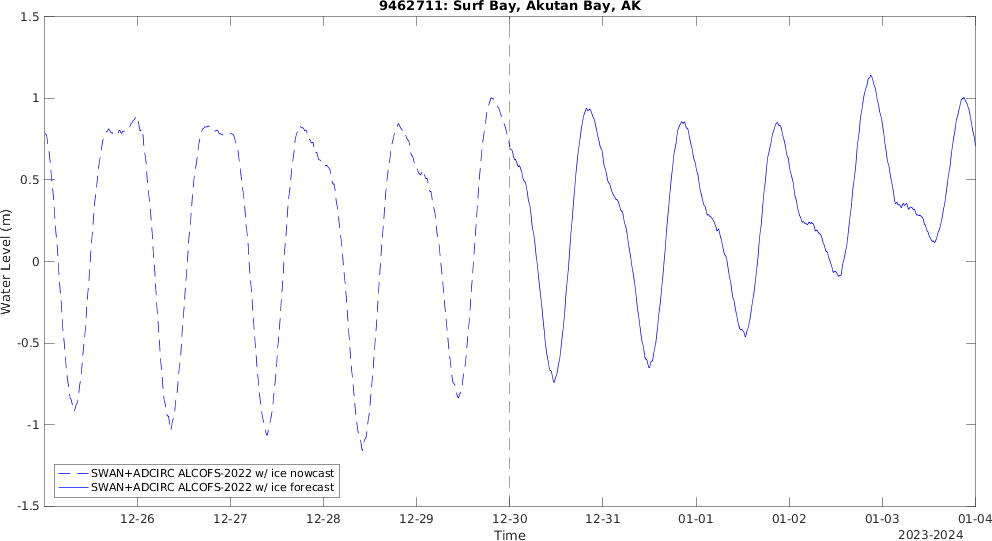 9462711: Surf Bay, Akutan Bay, AK
1.5
1
0.5
0
-0.5
-1
-1.5
Water Level (m)
SWAN+ADCIRC ALCOFS-2022 w/ ice nowcast
SWAN+ADCIRC ALCOFS-2022 w/ ice forecast
12-26 12-27 12-28 12-29 12-30 12-31 01-01 01-02 01-03 01-04
Time
2023-2024